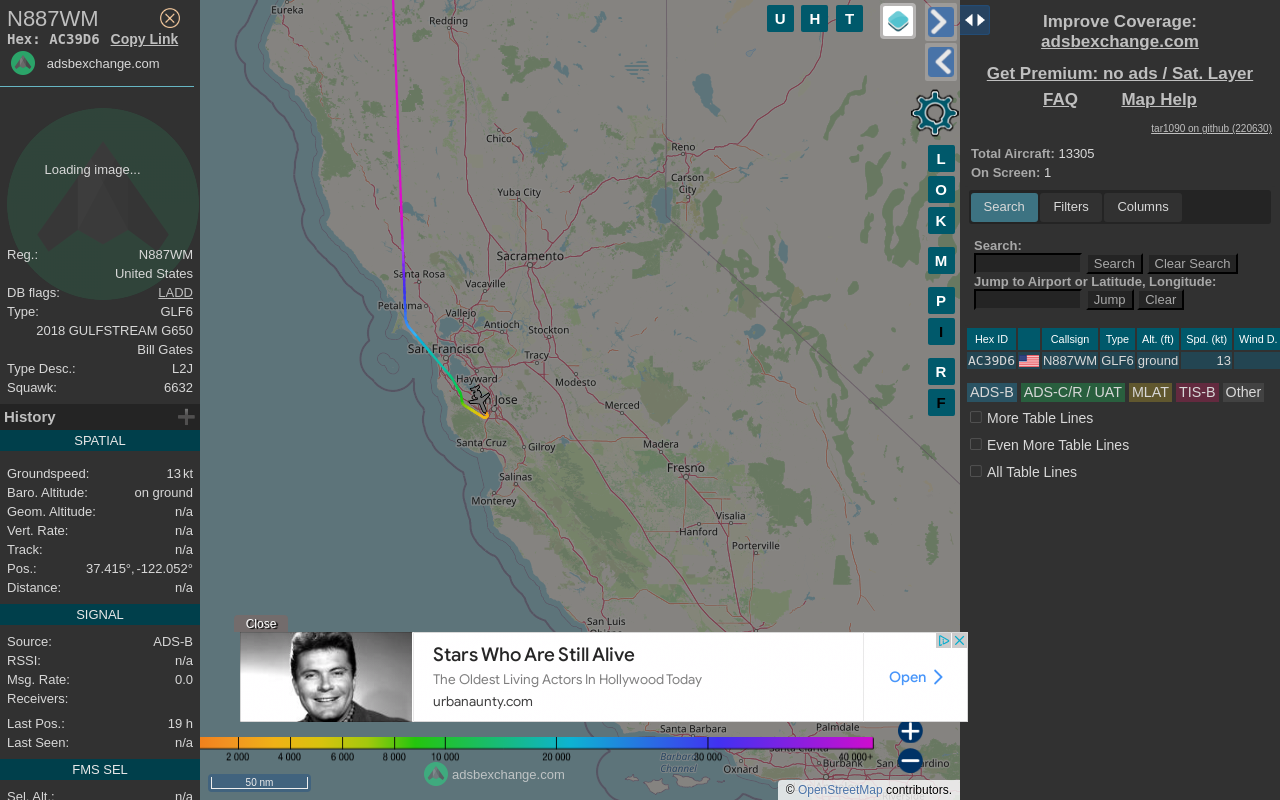 N887WM
Hex: AC39D6 Copy Link
adsbexchange.com
Loading image...
Reg.: N887WM
United States
DB flags: LADD
Type: GLF6
2018 GULFSTREAM G650
Bill Gates
Type Desc.: L2J
Squawk: 6632
History
SPATIAL
Groundspeed: 13 kt
Baro. Altitude: on ground
Geom. Altitude: n/a
Vert. Rate: n/a
Track: n/a
Pos.: 37.415°, -122.052°
Distance: n/a
SIGNAL
Source: ADS-B
RSSI: n/a
Msg. Rate: 0.0
Receivers:
Last Pos.: 19 h
Last Seen: n/a
FMS SEL
Sel. Alt.: n/a
Eureka
Redding
Chico
Reno
Carson
City
Yuba City
Sacramento
Santa Rosa
Vacaville
Petaluma
Vallejo
Antioch
Stockton
San Francisco
Tracy
Hayward
Modesto
Jose
Merced
Santa Cruz
Gilroy
Madera
Fresno
Salinas
Monterey
Visalia
Hanford
Porterville
San Luis
U
H
T
L
O
K
M
P
I
R
F
Close
Stars Who Are Still Alive
The Oldest Living Actors In Hollywood Today
urbanaunty.com
Open
Santa Barbara
Palmdale
Santa Clarita
Barbara
Channel
Oxnard
Burbank
2 000 4 000 6 000 8 000 10 000 20 000 30 000 40 000+
adsbexchange.com
50 nm
© OpenStreetMap contributors.
Improve Coverage:
adsbexchange.com
Get Premium: no ads / Sat. Layer
FAQ Map Help
tar1090 on github (220630)
Total Aircraft: 13305
On Screen: 1
Search Filters Columns
Search:
Search Clear Search
Jump to Airport or Latitude, Longitude:
Jump Clear
Hex ID Callsign Type Alt. (ft) Spd. (kt) Wind D.
AC39D6 N887WM GLF6 ground 13
ADS-B ADS-C/R / UAT MLAT TIS-B Other
More Table Lines
Even More Table Lines
All Table Lines